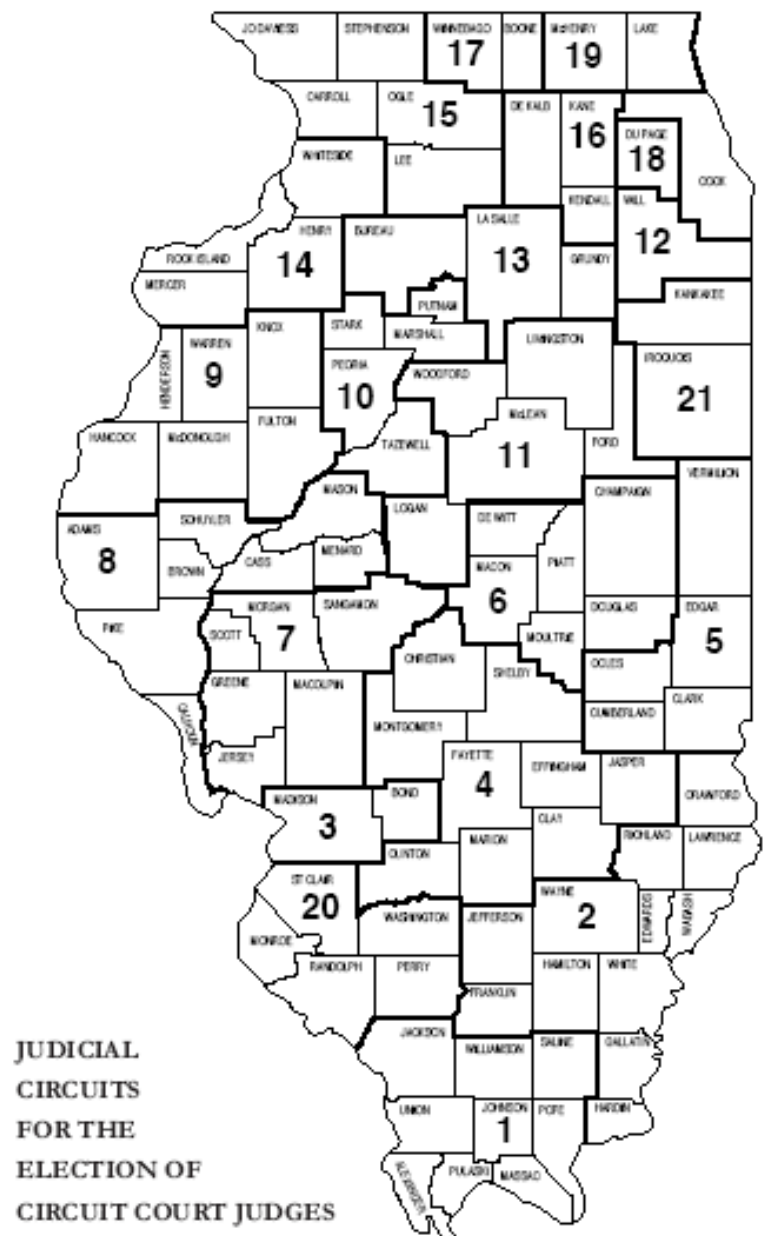 JO DAVIESS STEPHENSON WINNEBAGO BOONE McHENRY LAKE
17 19
CARROLL OGLE DE KALB KANE
15 16 DU PAGE
18
WHITESIDE LEE COOK
KENDALL WILL
HENRY BUREAU LA SALLE
12
14 13
ROCK ISLAND GRUNDY
MERCER PUTNAM KANKAKEE
KNOX STARK MARSHALL
HENDERSON WARREN LIVINGSTON
9 PEORIA WOODFORD IROQUOIS
10 21
McLEAN
HANCOCK McDONOUGH FULTON TAZEWELL FORD
11
MASON VERMILION
LOGAN CHAMPAIGN
ADAMS SCHUYLER DE WITT
8 BROWN CASS MENARD PIATT
MACON
6
PIKE MORGAN SANGAMON DOUGLAS EDGAR
SCOTT 7 MOULTRIE 5
CHRISTIAN COLES
GREENE MACOUPIN SHELBY
CALHOUN MONTGOMERY CUMBERLAND CLARK
JERSEY FAYETTE EFFINGHAM JASPER
4
MADISON BOND CRAWFORD
3 CLAY
CLINTON MARION RICHLAND LAWRENCE
ST CLAIR WAYNE
20 2 EDWARDS WABASH
WASHINGTON JEFFERSON
MONROE
RANDOLPH PERRY HAMILTON WHITE
FRANKLIN
JACKSON WILLIAMSON SALINE GALLATIN
UNION JOHNSON POPE HARDIN
1
ALEXANDER PULASKI MASSAC
JUDICIAL
CIRCUITS
FOR THE
ELECTION OF
CIRCUIT COURT JUDGES